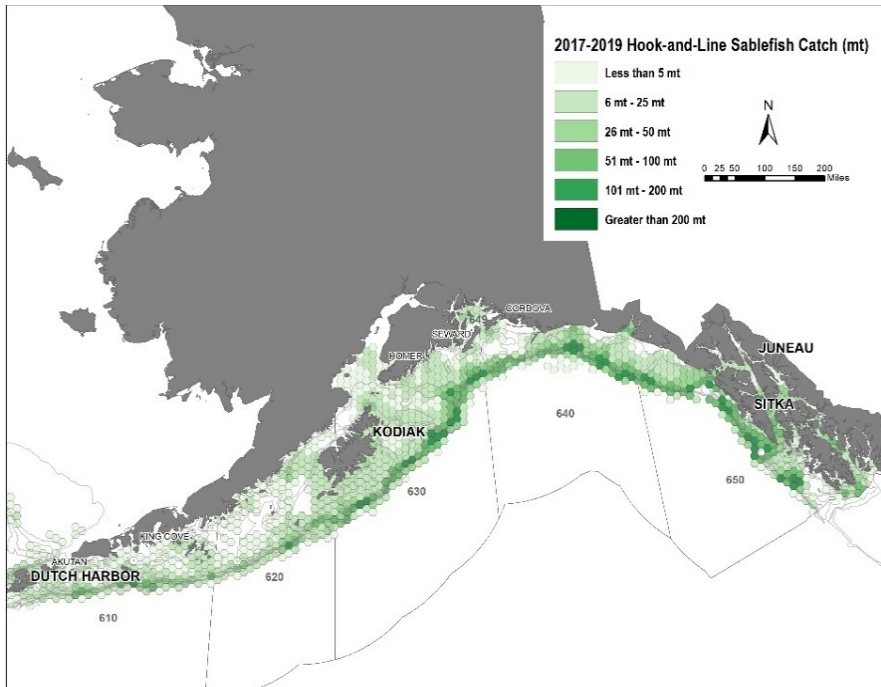 2017-2019 Hook-and-Line Sablefish Catch (mt)
Less than 5 mt
6 mt - 25 mt
26 mt - 50 mt
51 mt - 100 mt
101 mt - 200 mt
Greater than 200 mt
N
0 25 50 100 150 200
Miles
CORDOVA
649
SEWARD
HOMER
JUNEAU
SITKA
KODIAK
640
630
650
KING COVE
AKUTAN
DUTCH HARBOR
620
610